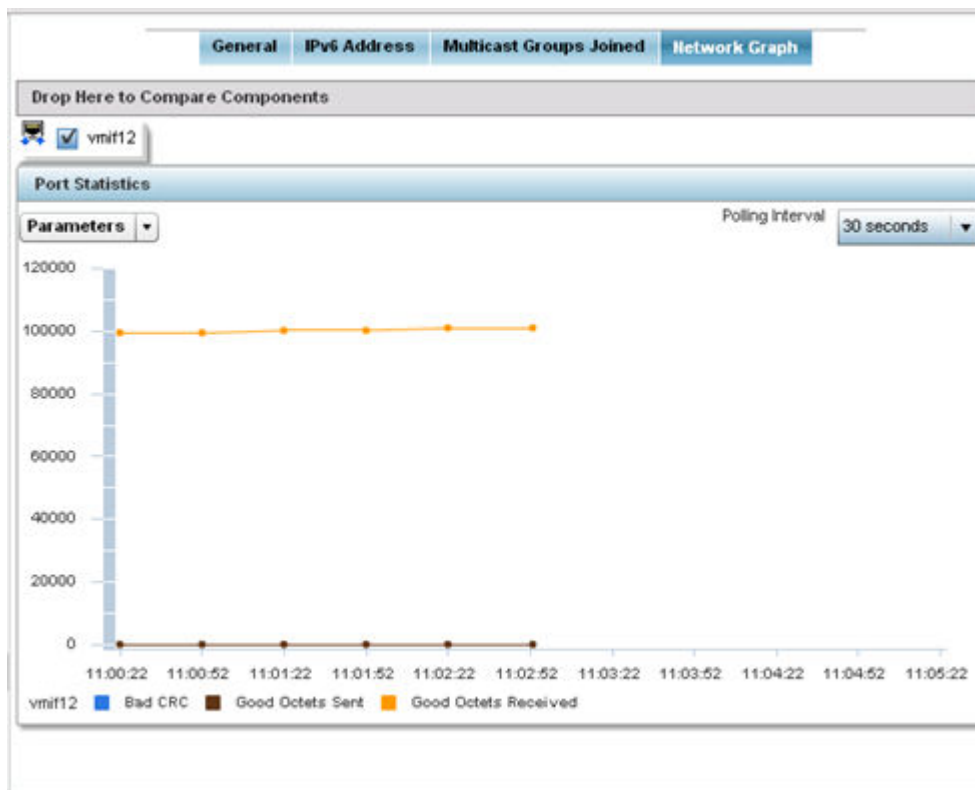 General IPv6 Address Multicast Groups Joined Network Graph
Drop Here to Compare Components
vmif12
Port Statistics
Parameters Polling Interval 30 seconds
120000
100000
80000
60000
40000
20000
0
11:00:22 11:00:52 11:01:22 11:01:52 11:02:22 11:02:52 11:03:22 11:03:52 11:04:22 11:04:52 11:05:22
vmif12 Bad CRC Good Octets Sent Good Octets Received